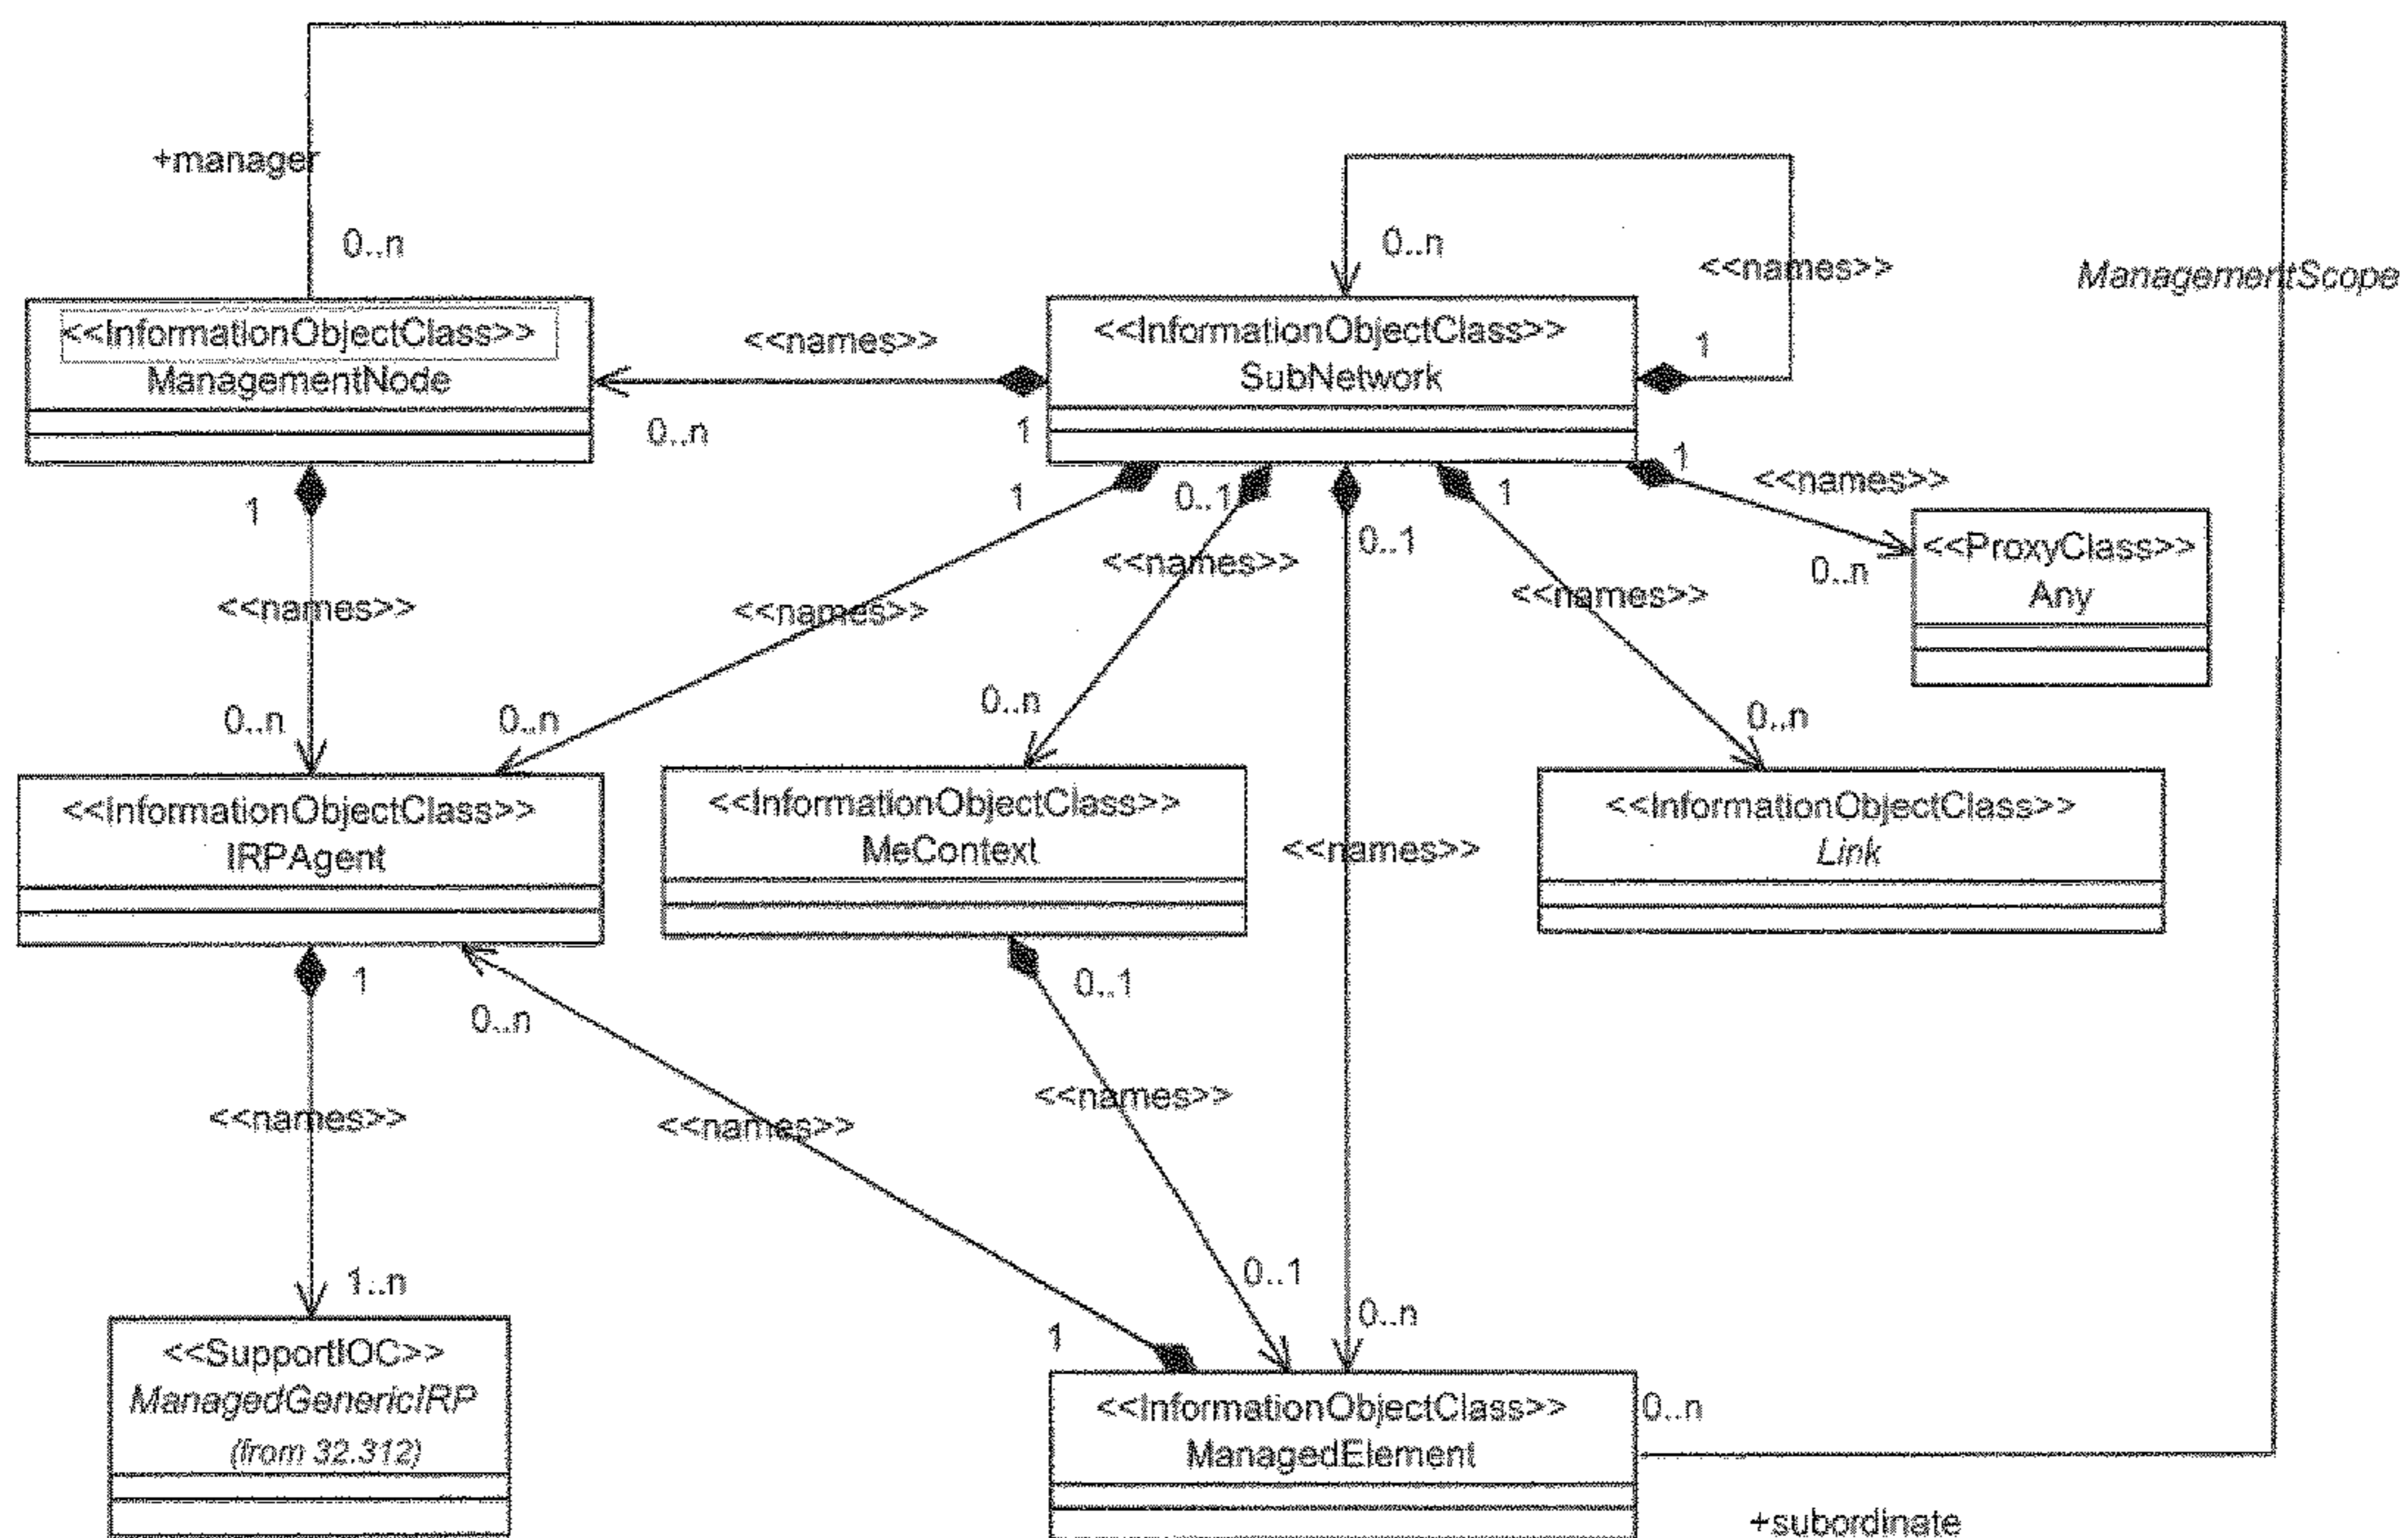 +manager
0..n
0..n
<<names>>
ManagementScope
<<InformationObjectClass>>
ManagementNode
<<names>>
0..n
1
<<InformationObjectClass>>
SubNetwork
1
1
1
0..1
0..1
1
1
<<names>>
<<ProxyClass>>
Any
0..n
<<names>>
<<names>>
<<names>>
<<names>>
0..n
0..n
0..n
0..n
<<InformationObjectClass>>
IRPAgent
<<InformationObjectClass>>
MeContext
<<names>>
<<InformationObjectClass>>
Link
1
0..n
0..1
<<names>>
<<names>>
<<names>>
1..n
1
0..1
0..n
<<SupportIOC>>
ManagedGenericIRP
(from 32.312)
<<InformationObjectClass>>
ManagedElement
0..n
+subordinate